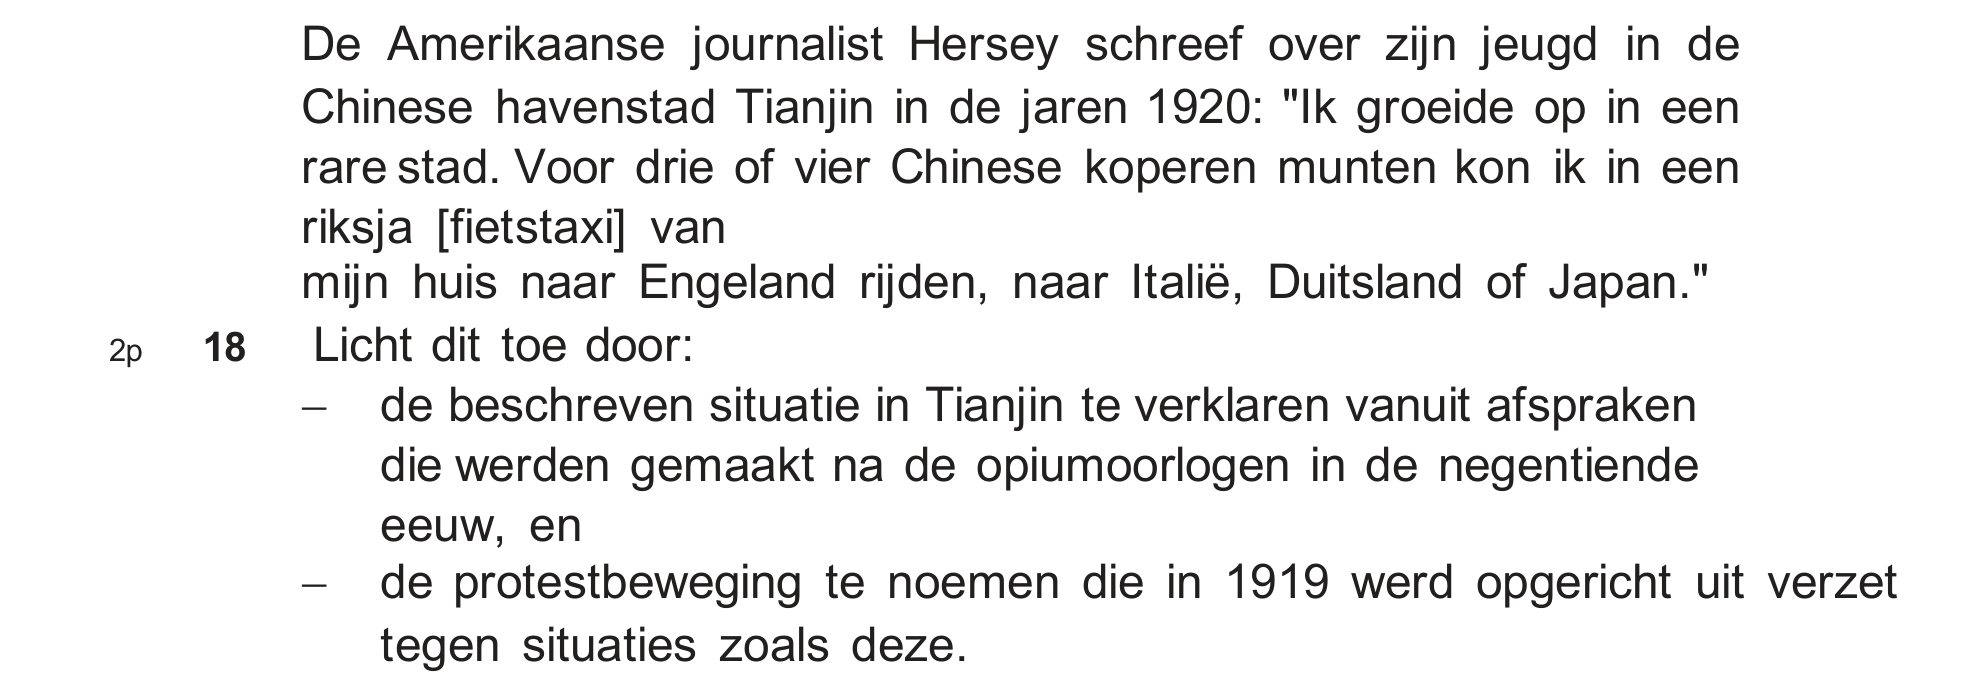 De Amerikaanse journalist Hersey schreef over zijn jeugd in de
Chinese havenstad Tianjin in de jaren 1920: "Ik groeide op in een
rare stad. Voor drie of vier Chinese koperen munten kon ik in een
riksja [fietstaxi] van
mijn huis naar Engeland rijden, naar Italië, Duitsland of Japan."
2p 18 Licht dit toe door:
– de beschreven situatie in Tianjin te verklaren vanuit afspraken
die werden gemaakt na de opiumoorlogen in de negentiende
eeuw, en
– de protestbeweging te noemen die in 1919 werd opgericht uit verzet
tegen situaties zoals deze.